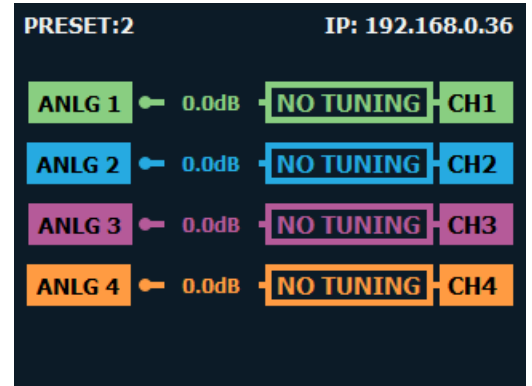 PRESET:2 IP: 192.168.0.36
ANLG 1 0.0dB NO TUNING CH1
ANLG 2 0.0dB NO TUNING CH2
ANLG 3 0.0dB NO TUNING CH3
ANLG 4 0.0dB NO TUNING CH4